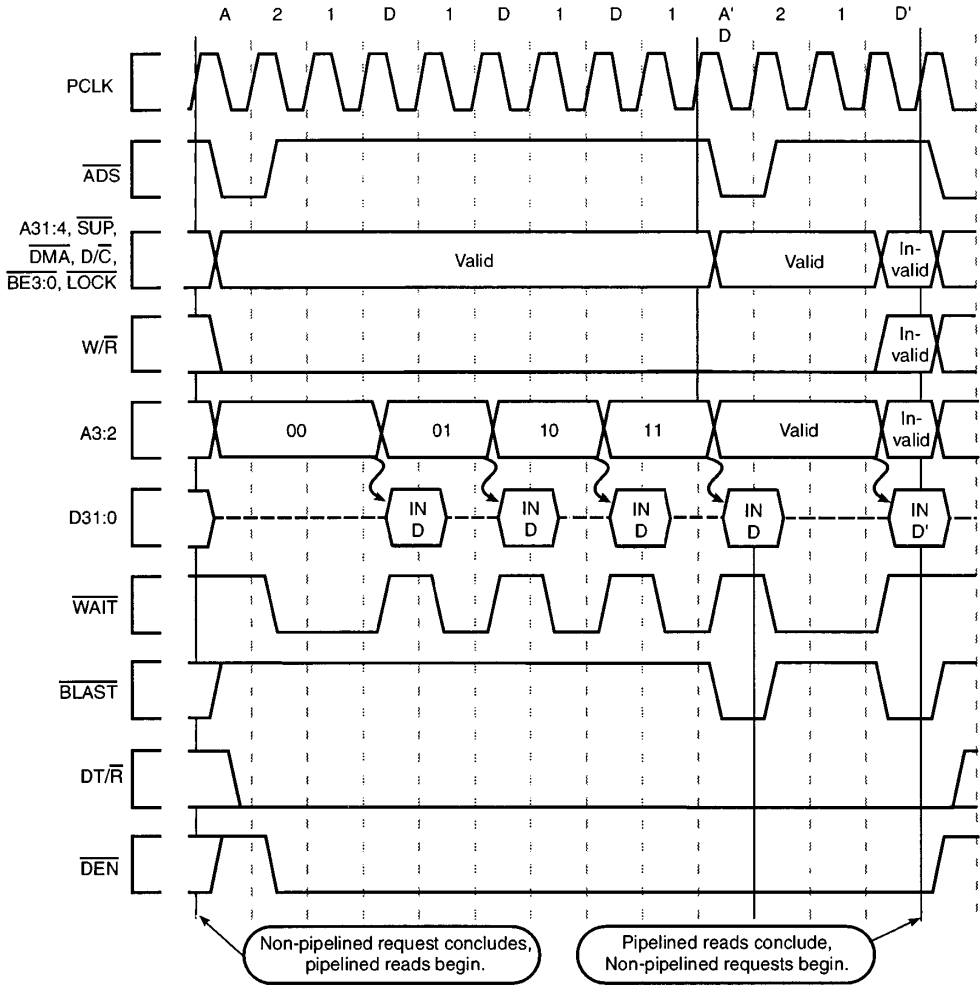 A 2 1 D 1 D 1 D 1 A' 2 1 D'
D
PCLK
ADS
A31:4, SUP,
DMA, D/C,
BE3:0, LOCK
Valid Valid In-
valid
W/R In-
valid
A3:2 00 01 10 11 Valid In-
valid
D31:0 IN IN IN IN IN
D D D D D'
WAIT
BLAST
DT/R
DEN
Non-pipelined request concludes,
pipelined reads begin.
Pipelined reads conclude,
Non-pipelined requests begin.